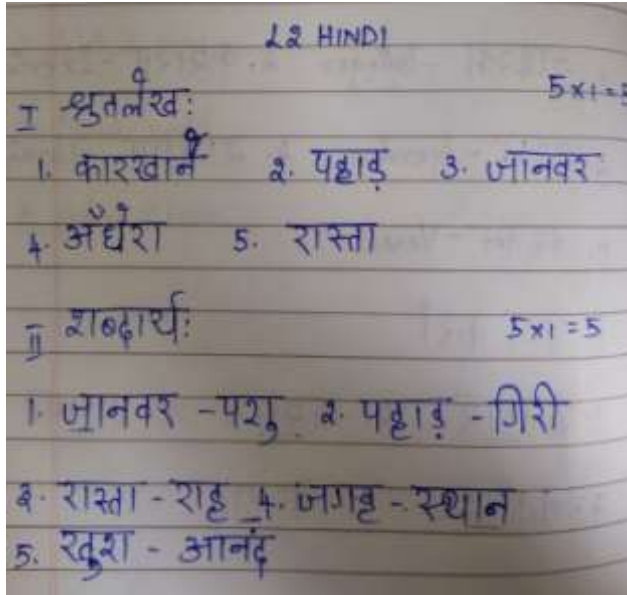 L2 HINDI
I श्रुतलेख: 5x1=5
1. कारखाने 2. पहाड़ 3. जानवर
4. अँधेरा 5. रास्ता
II शब्दार्थ: 5x1=5
1. जानवर - पशु 2. पहाड़ - गिरी
3. रास्ता - राह 4. जगह - स्थान
5. खुश - आनंद